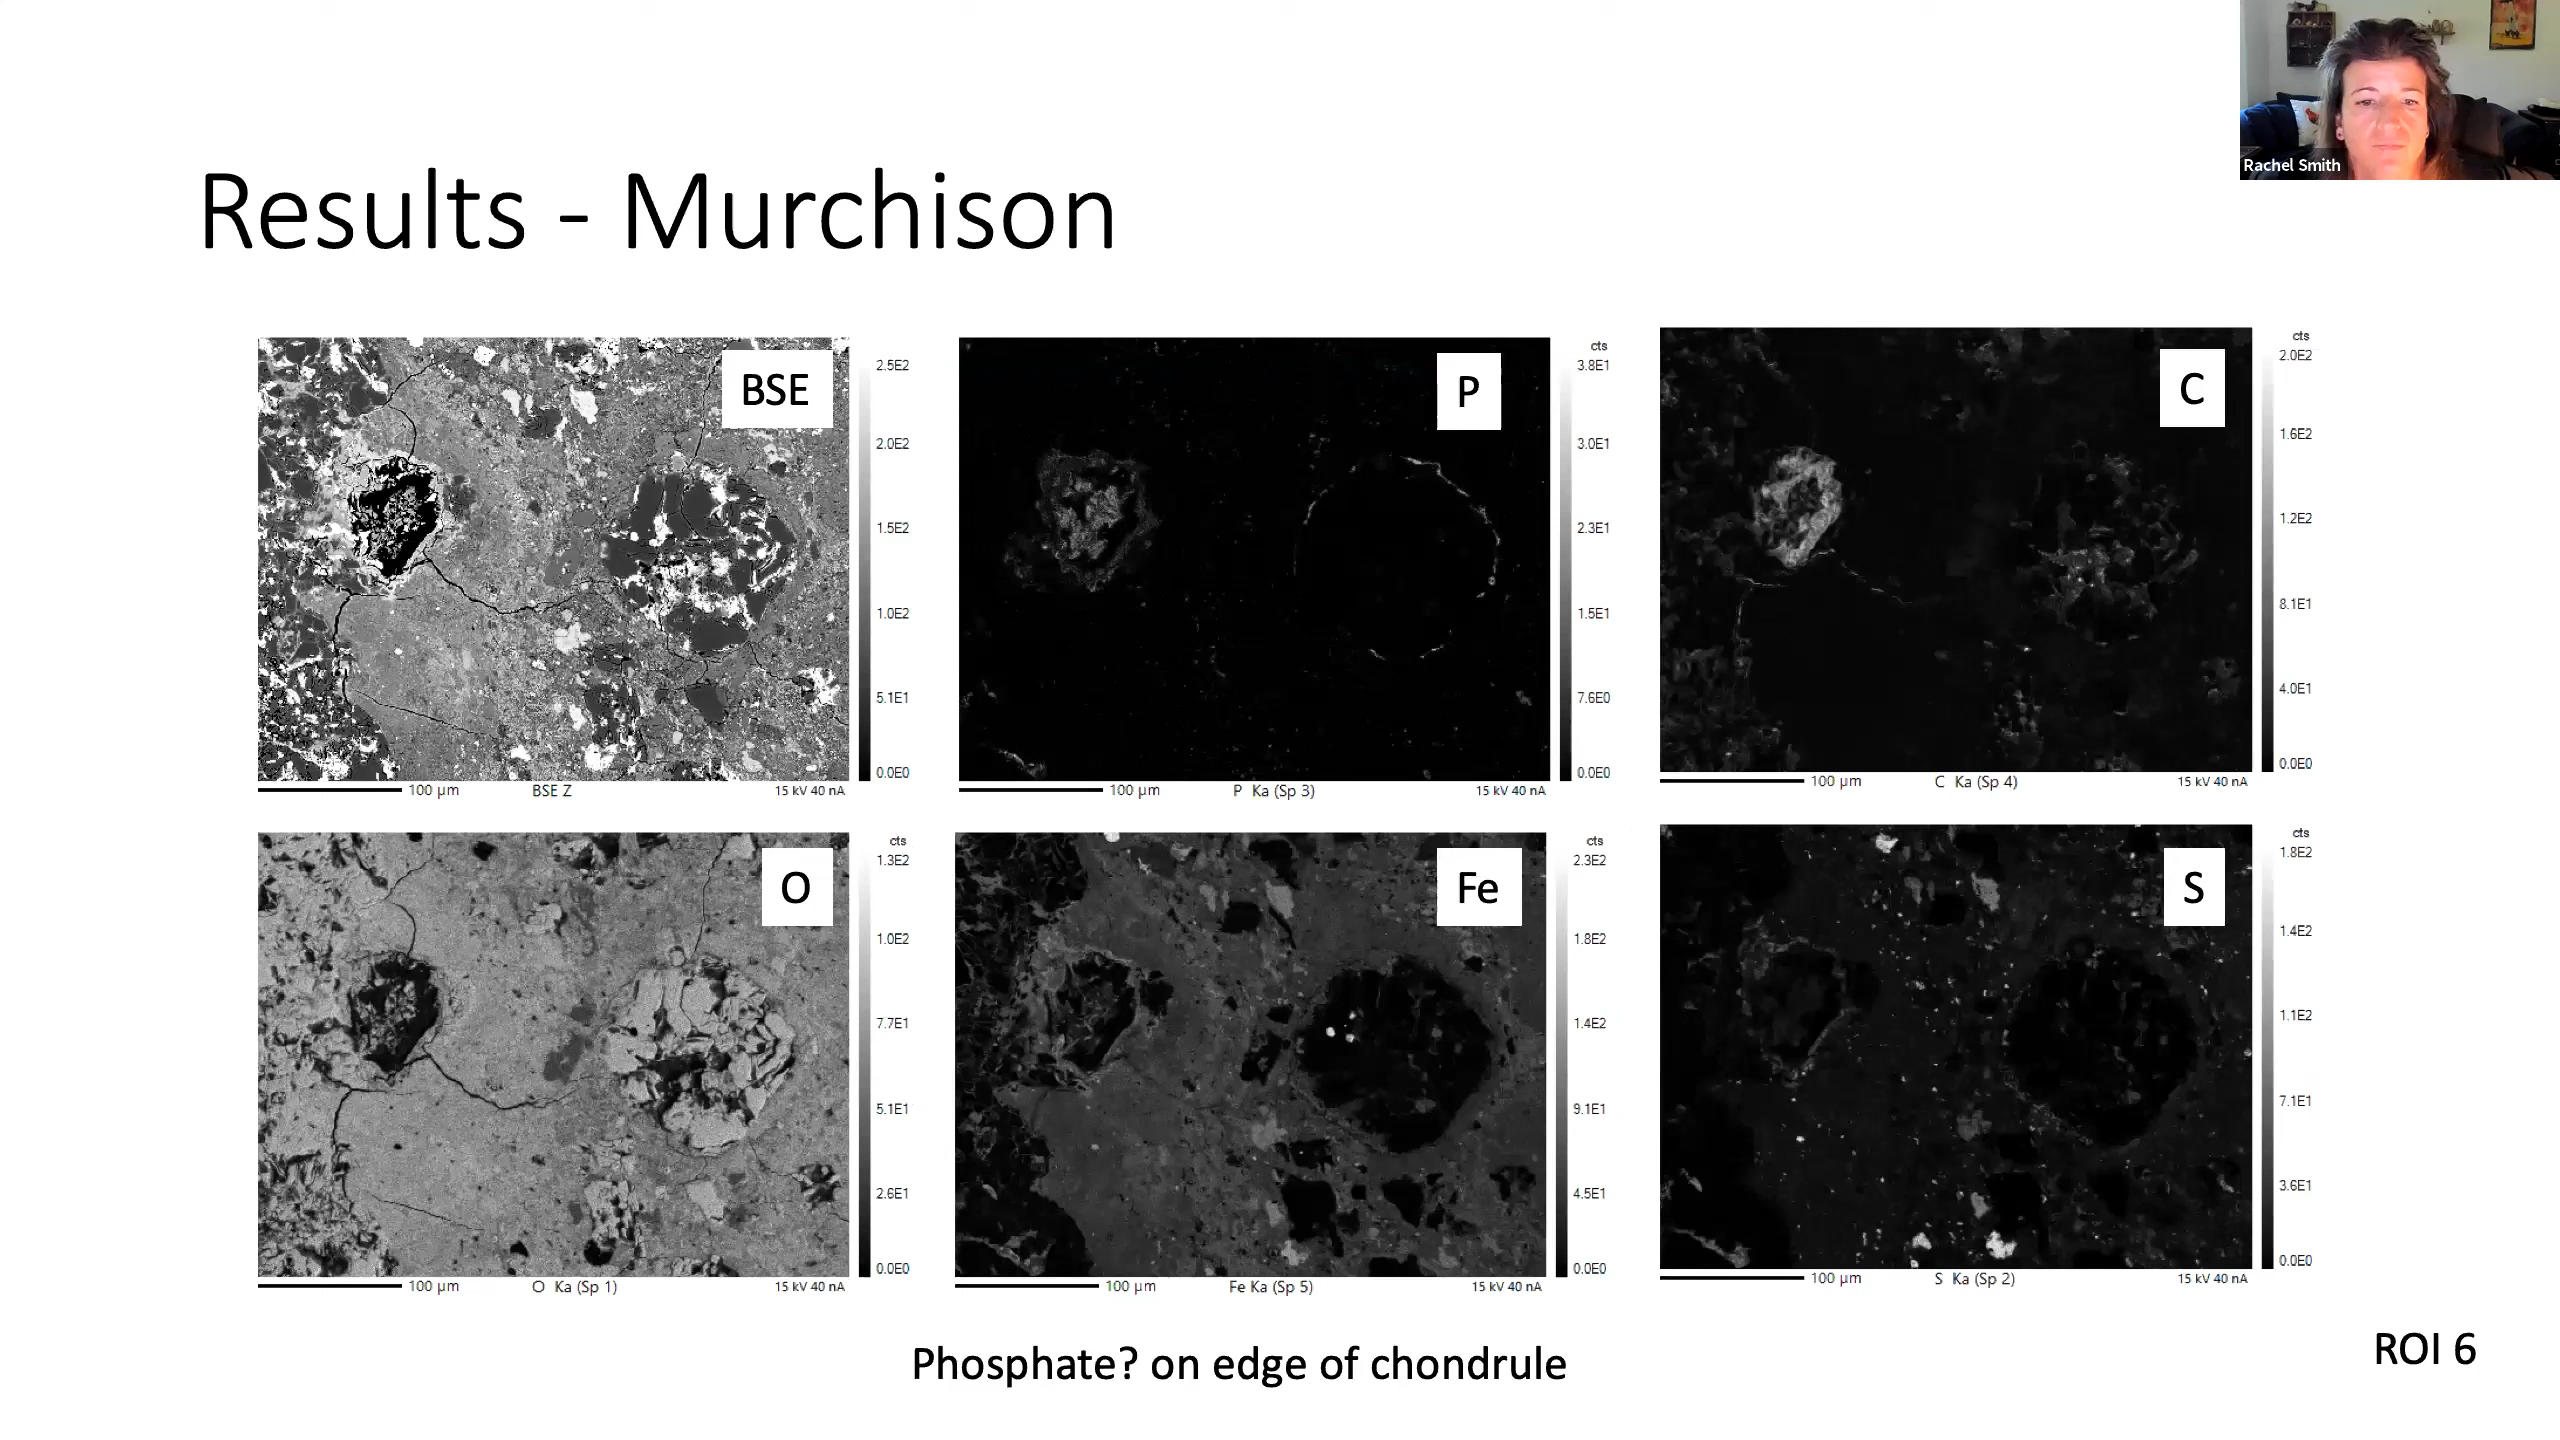 Rachel Smith
Results - Murchison
BSE
2.5E2
2.0E2
1.5E2
1.0E2
5.1E1
0.0E0
100 µm BSE Z 15 kV 40 nA
P
cts
3.8E1
3.0E1
2.3E1
1.5E1
7.6E0
0.0E0
100 µm P Ka (Sp 3) 15 kV 40 nA
C
cts
2.0E2
1.6E2
1.2E2
8.1E1
4.0E1
0.0E0
100 µm C Ka (Sp 4) 15 kV 40 nA
O
cts
1.3E2
1.0E2
7.7E1
5.1E1
2.6E1
0.0E0
100 µm O Ka (Sp 1) 15 kV 40 nA
Fe
cts
2.3E2
1.8E2
1.4E2
9.1E1
4.5E1
0.0E0
100 µm Fe Ka (Sp 5) 15 kV 40 nA
S
cts
1.8E2
1.4E2
1.1E2
7.1E1
3.6E1
0.0E0
100 µm S Ka (Sp 2) 15 kV 40 nA
Phosphate? on edge of chondrule
ROI 6